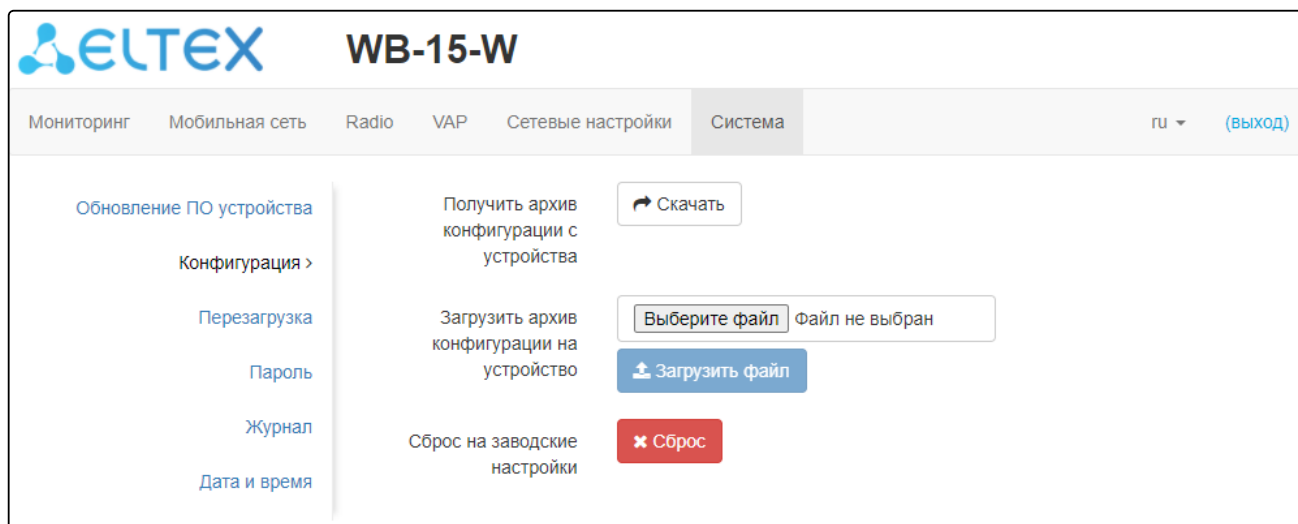 ELTEX WB-15-W
Мониторинг Мобильная сеть Radio VAP Сетевые настройки Система ru (выход)
Обновление ПО устройства
Конфигурация >
Перезагрузка
Пароль
Журнал
Дата и время
Получить архив
конфигурации с
устройства
Скачать
Загрузить архив
конфигурации на
устройство
Выберите файл Файл не выбран
Загрузить файл
Сброс на заводские
настройки
Сброс